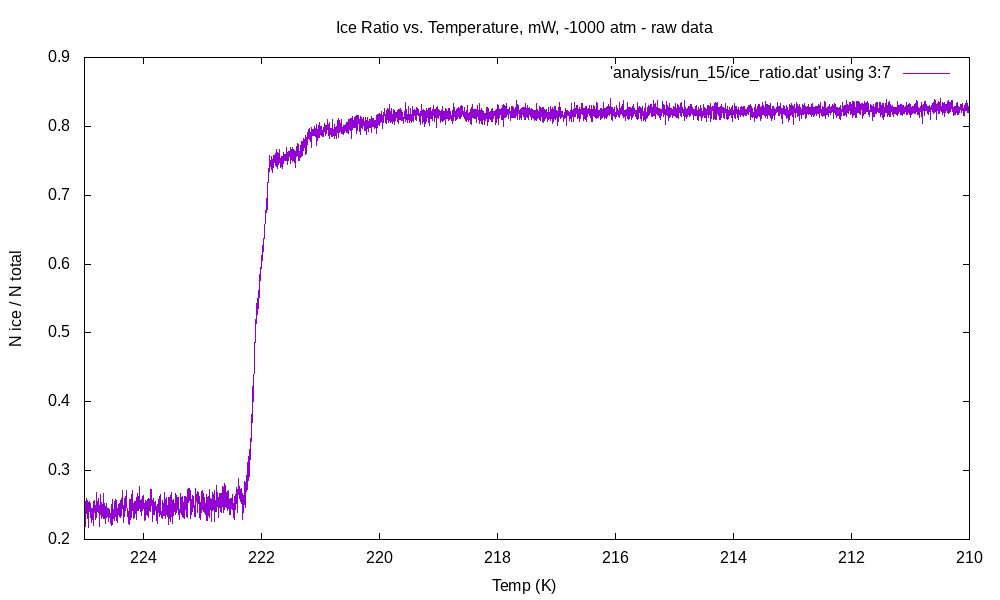 Ice Ratio vs. Temperature, mW, -1000 atm - raw data
'analysis/run_15/ice_ratio.dat' using 3:7
0.9
0.8
0.7
0.6
0.5
0.4
0.3
0.2
N ice / N total
224 222 220 218 216 214 212 210
Temp (K)